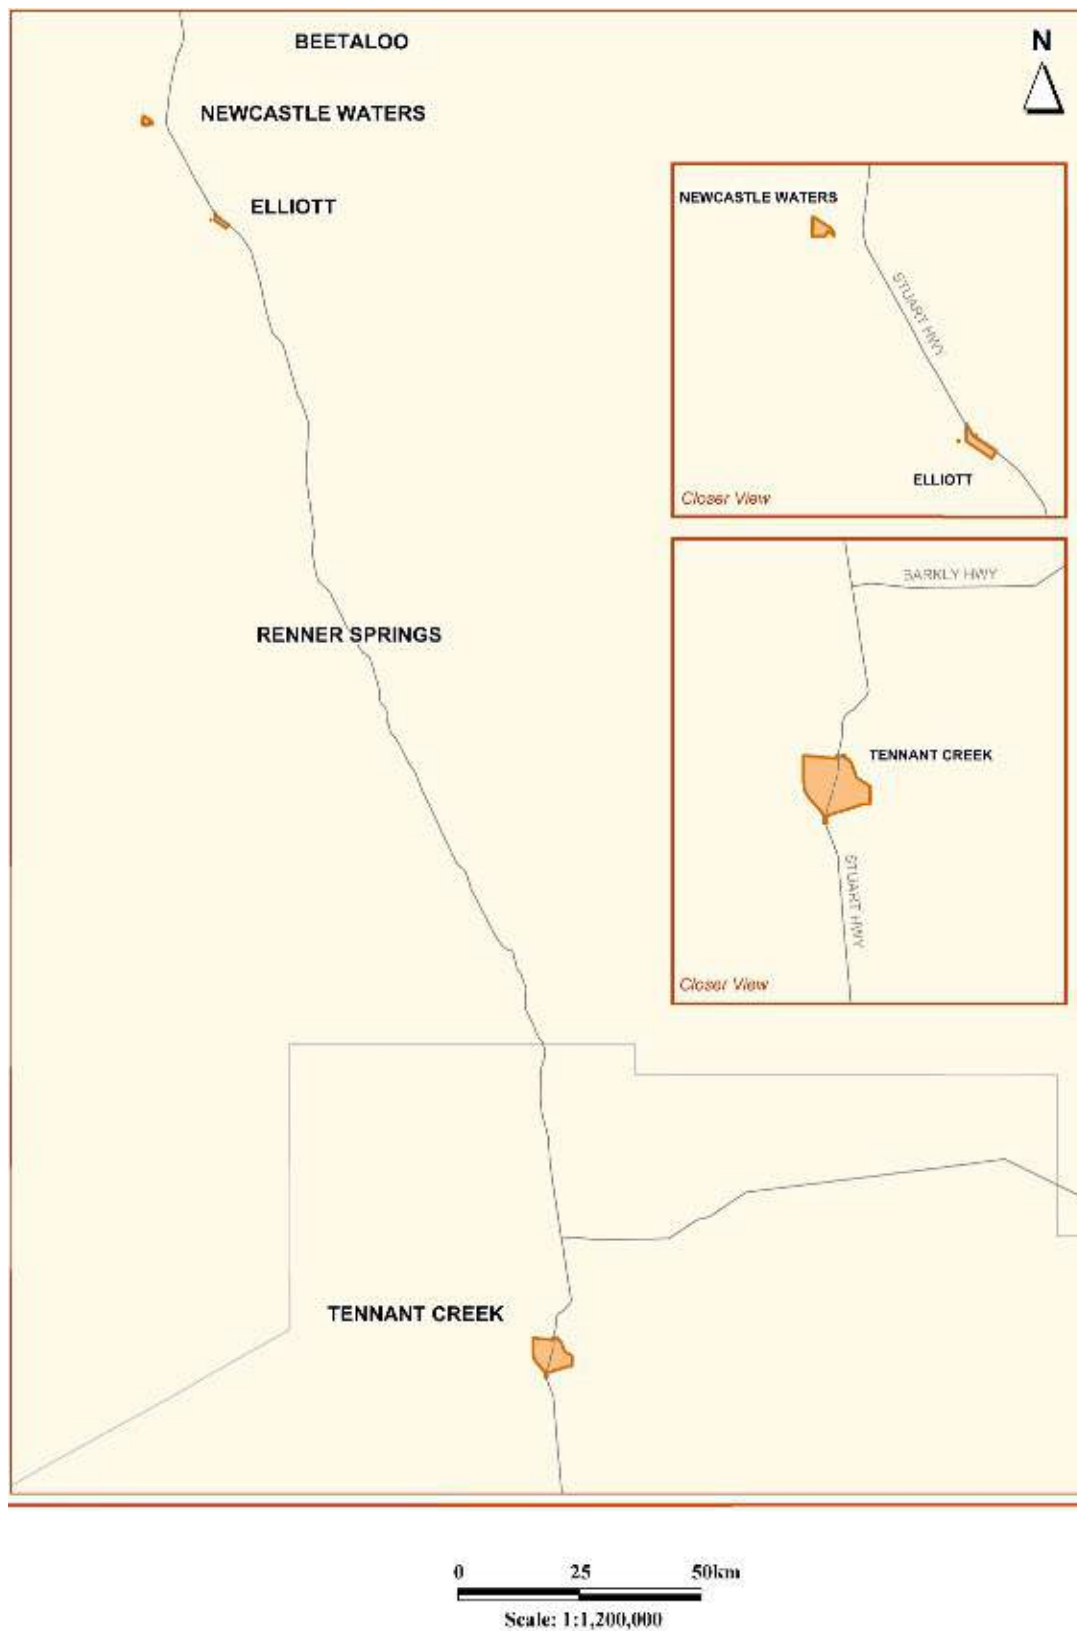 BEETALOO
N
NEWCASTLE WATERS
ELLIOTT
NEWCASTLE WATERS
STUART HWY
ELLIOTT
Closer View
BARKLY HWY
RENNER SPRINGS
TENNANT CREEK
STUART HWY
Closer View
TENNANT CREEK
0 25 50km
Scale: 1:1,200,000